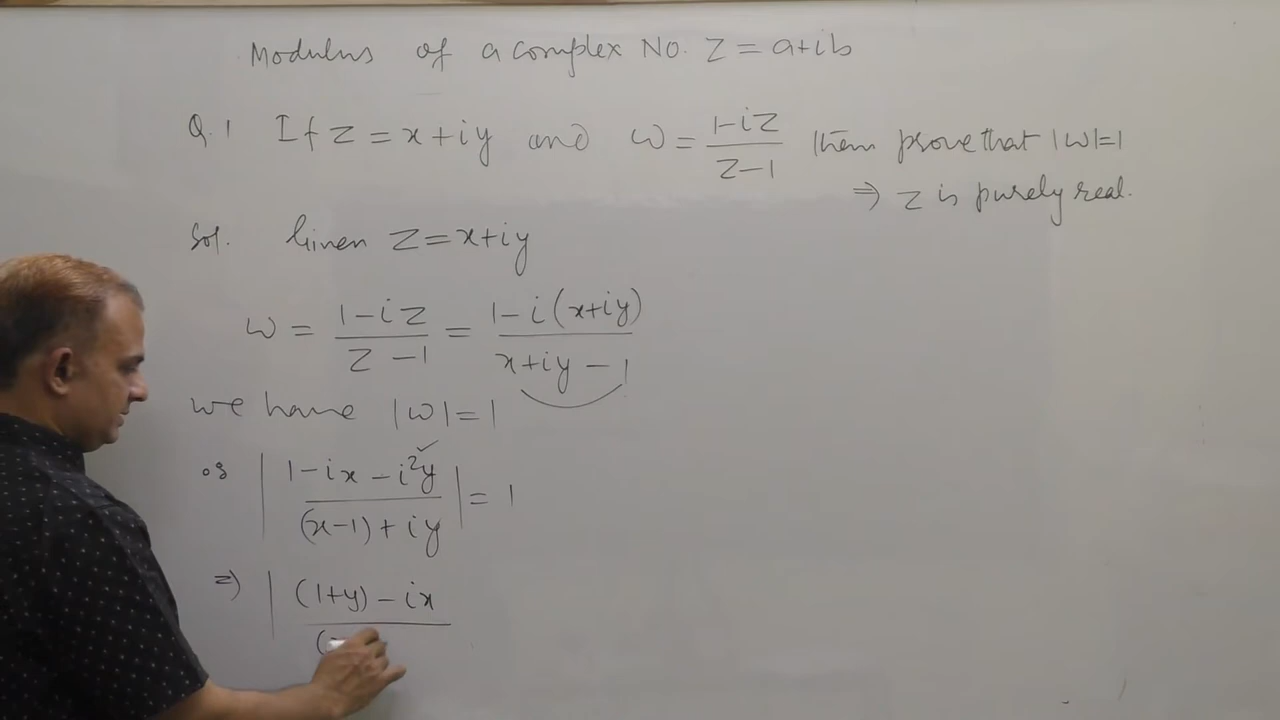 Modulus of a complex No. Z = a+ib
Q.1 If Z = x+iy and ω = (1-iZ)/(Z-1) then prove that |ω|=1
⇒ Z is purely real.
Sol. Given Z = x+iy
ω = (1-iZ)/(Z-1) = (1-i(x+iy))/(x+iy-1)
we have |ω| = 1
or |(1-ix-i²y)/((x-1)+iy)| = 1
⇒ |((1+y)-ix)/(